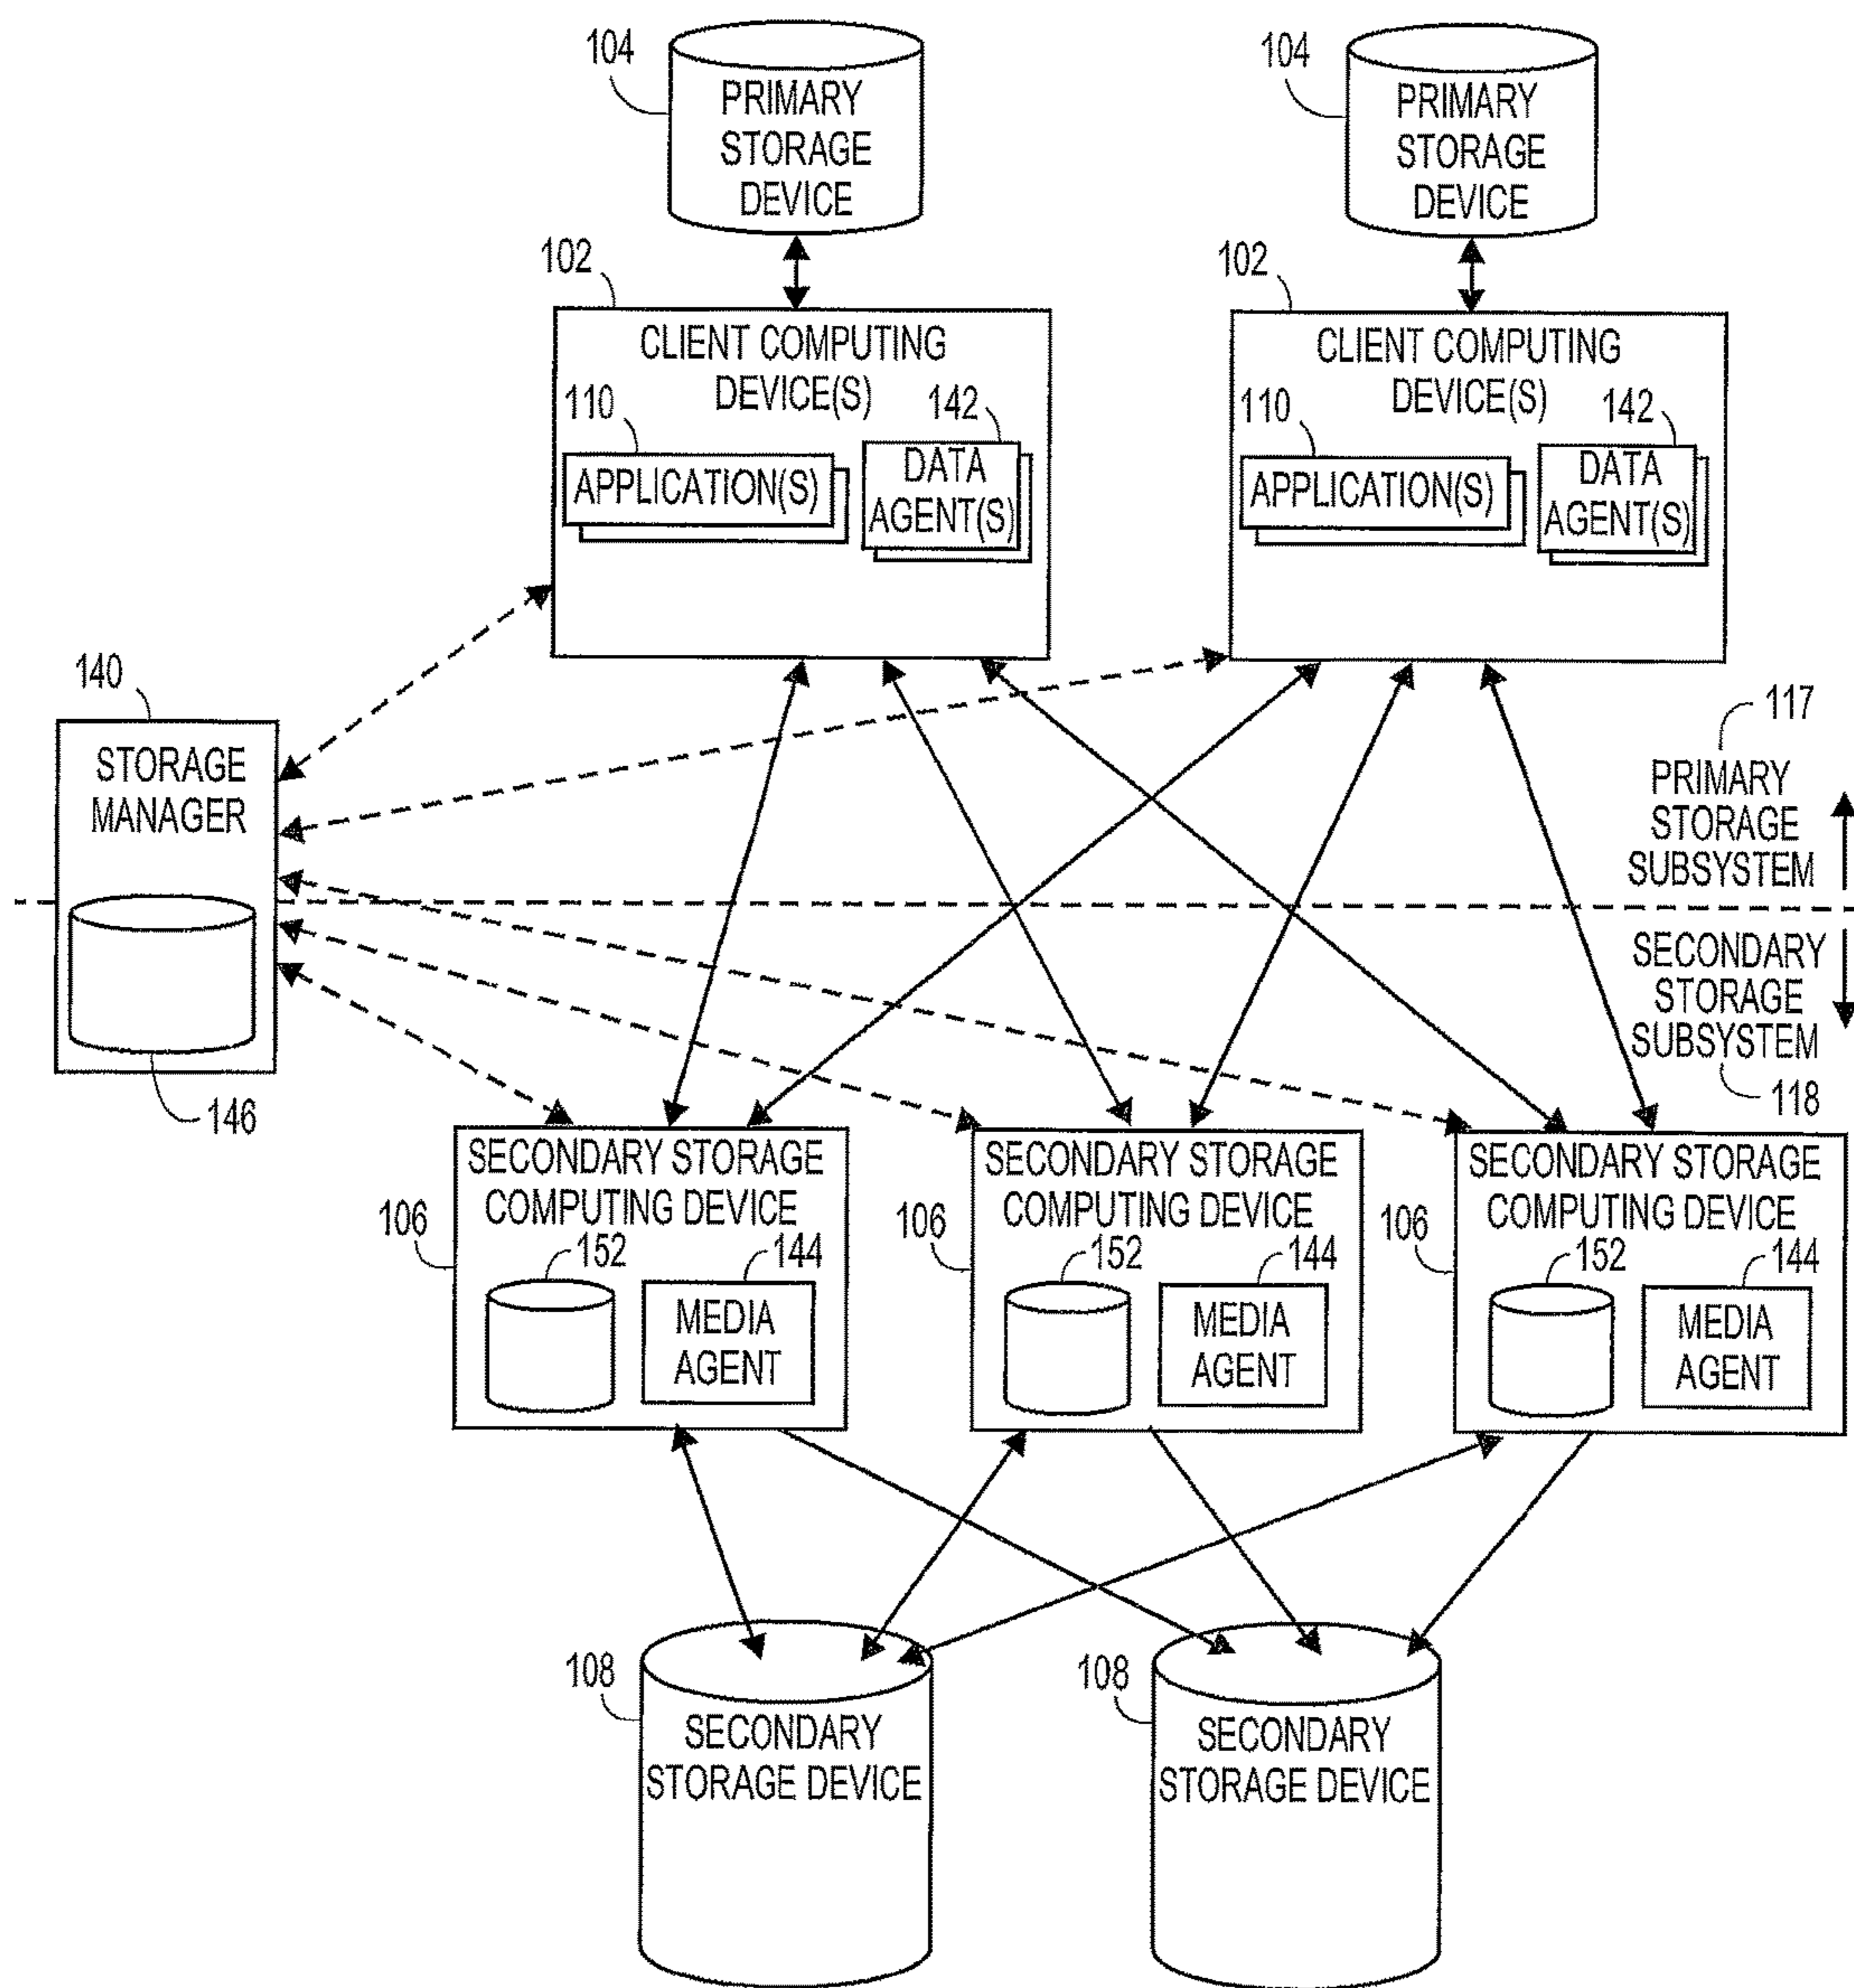 104
PRIMARY
STORAGE
DEVICE
104
PRIMARY
STORAGE
DEVICE
102
CLIENT COMPUTING
DEVICE(S)
110
142
APPLICATION(S)
DATA
AGENT(S)
102
CLIENT COMPUTING
DEVICE(S)
110
142
APPLICATION(S)
DATA
AGENT(S)
140
STORAGE
MANAGER
146
117
PRIMARY
STORAGE
SUBSYSTEM
SECONDARY
STORAGE
SUBSYSTEM
118
SECONDARY STORAGE
COMPUTING DEVICE
106
152
144
MEDIA
AGENT
SECONDARY STORAGE
COMPUTING DEVICE
106
152
144
MEDIA
AGENT
SECONDARY STORAGE
COMPUTING DEVICE
106
152
144
MEDIA
AGENT
108
SECONDARY
STORAGE DEVICE
108
SECONDARY
STORAGE DEVICE